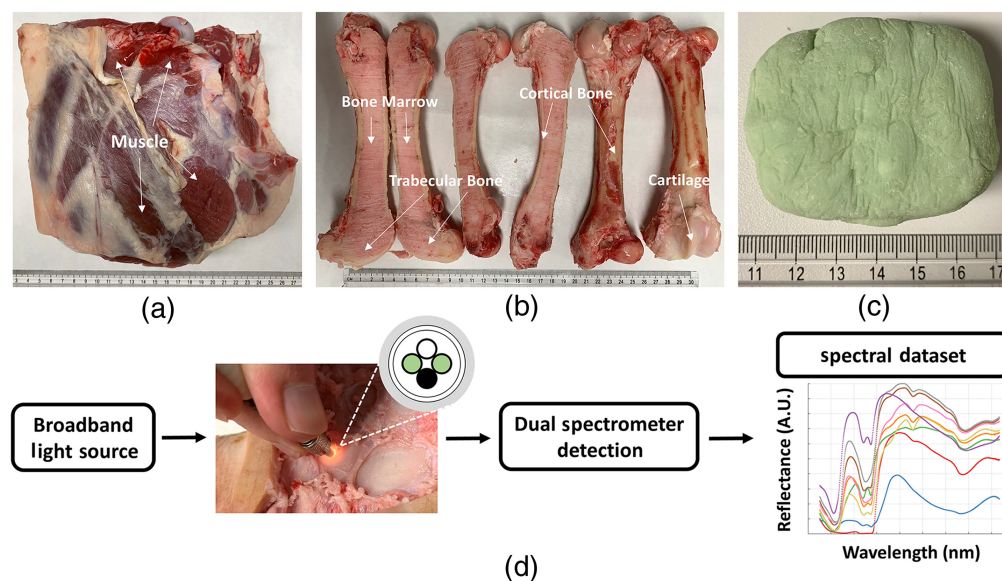 Muscle
(a)
Bone Marrow
Cortical Bone
Trabecular Bone
Cartilage
(b)
11 12 13 14 15 16 17
(c)
Broadband
light source
Dual spectrometer
detection
spectral dataset
Reflectance (A.U.)
Wavelength (nm)
(d)